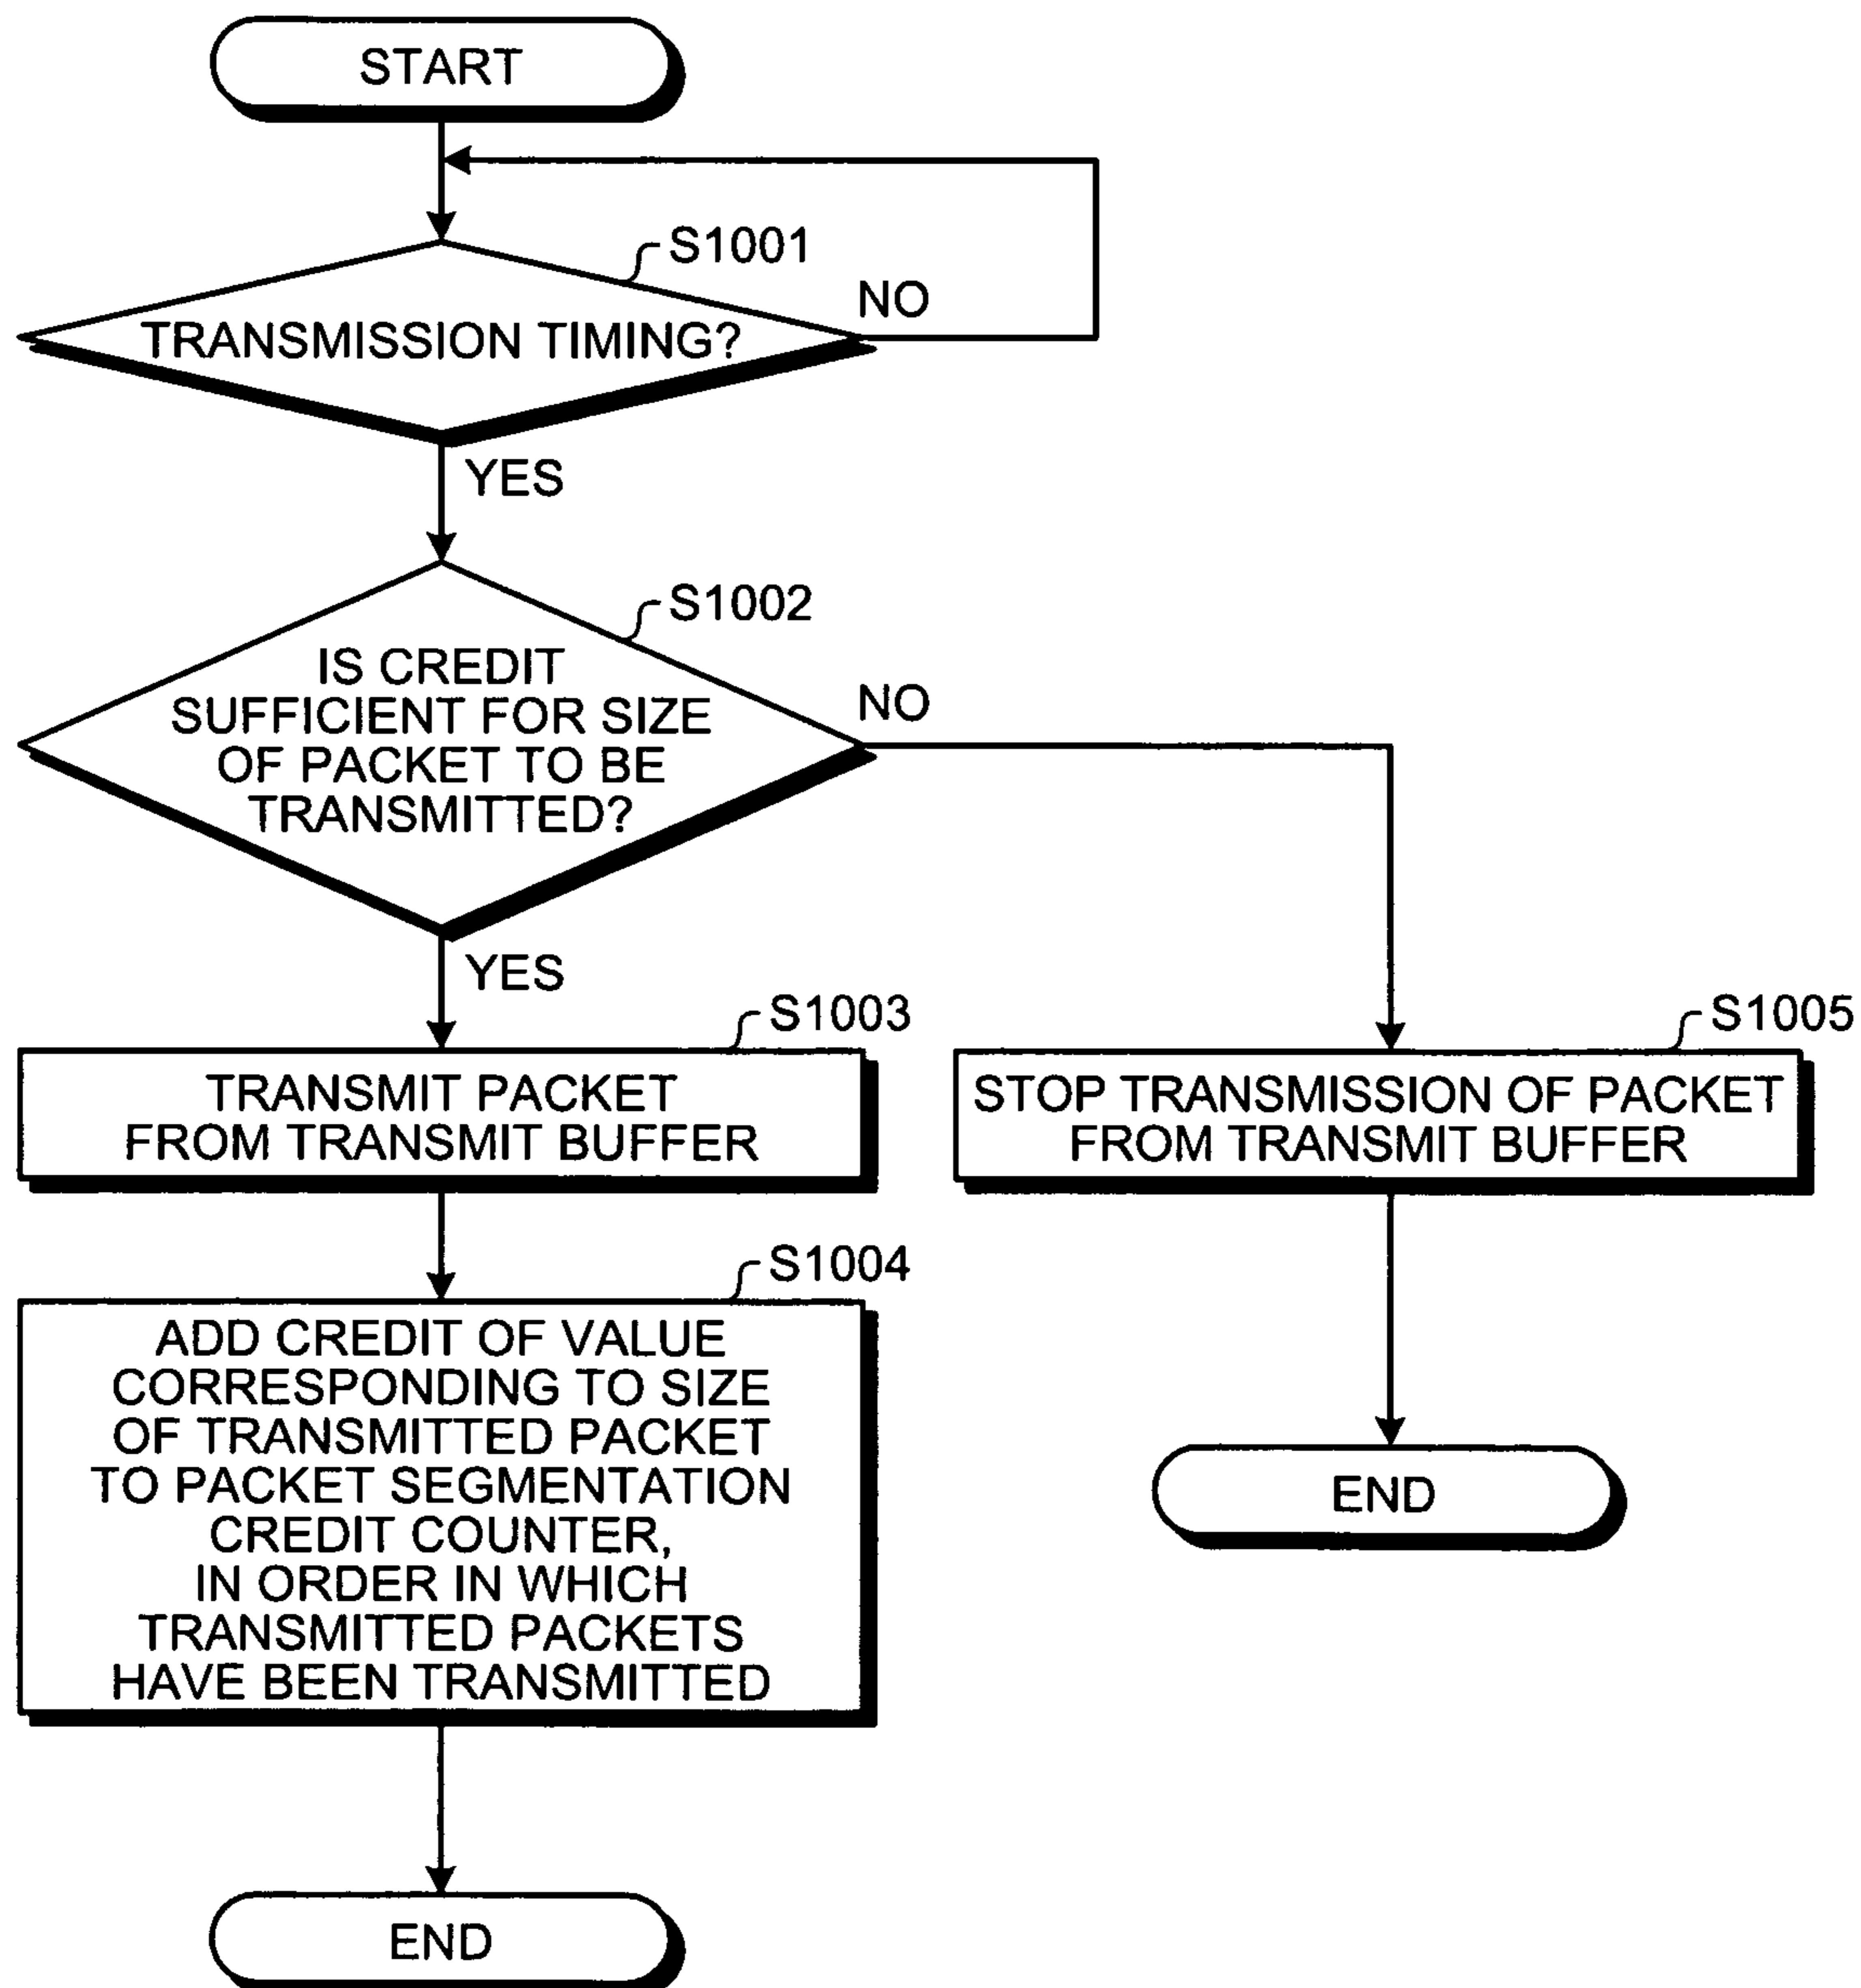 START
S1001
NO
TRANSMISSION TIMING?
YES
S1002
IS CREDIT
SUFFICIENT FOR SIZE
OF PACKET TO BE
TRANSMITTED?
NO
YES
S1003
TRANSMIT PACKET
FROM TRANSMIT BUFFER
S1005
STOP TRANSMISSION OF PACKET
FROM TRANSMIT BUFFER
S1004
ADD CREDIT OF VALUE
CORRESPONDING TO SIZE
OF TRANSMITTED PACKET
TO PACKET SEGMENTATION
CREDIT COUNTER,
IN ORDER IN WHICH
TRANSMITTED PACKETS
HAVE BEEN TRANSMITTED
END
END